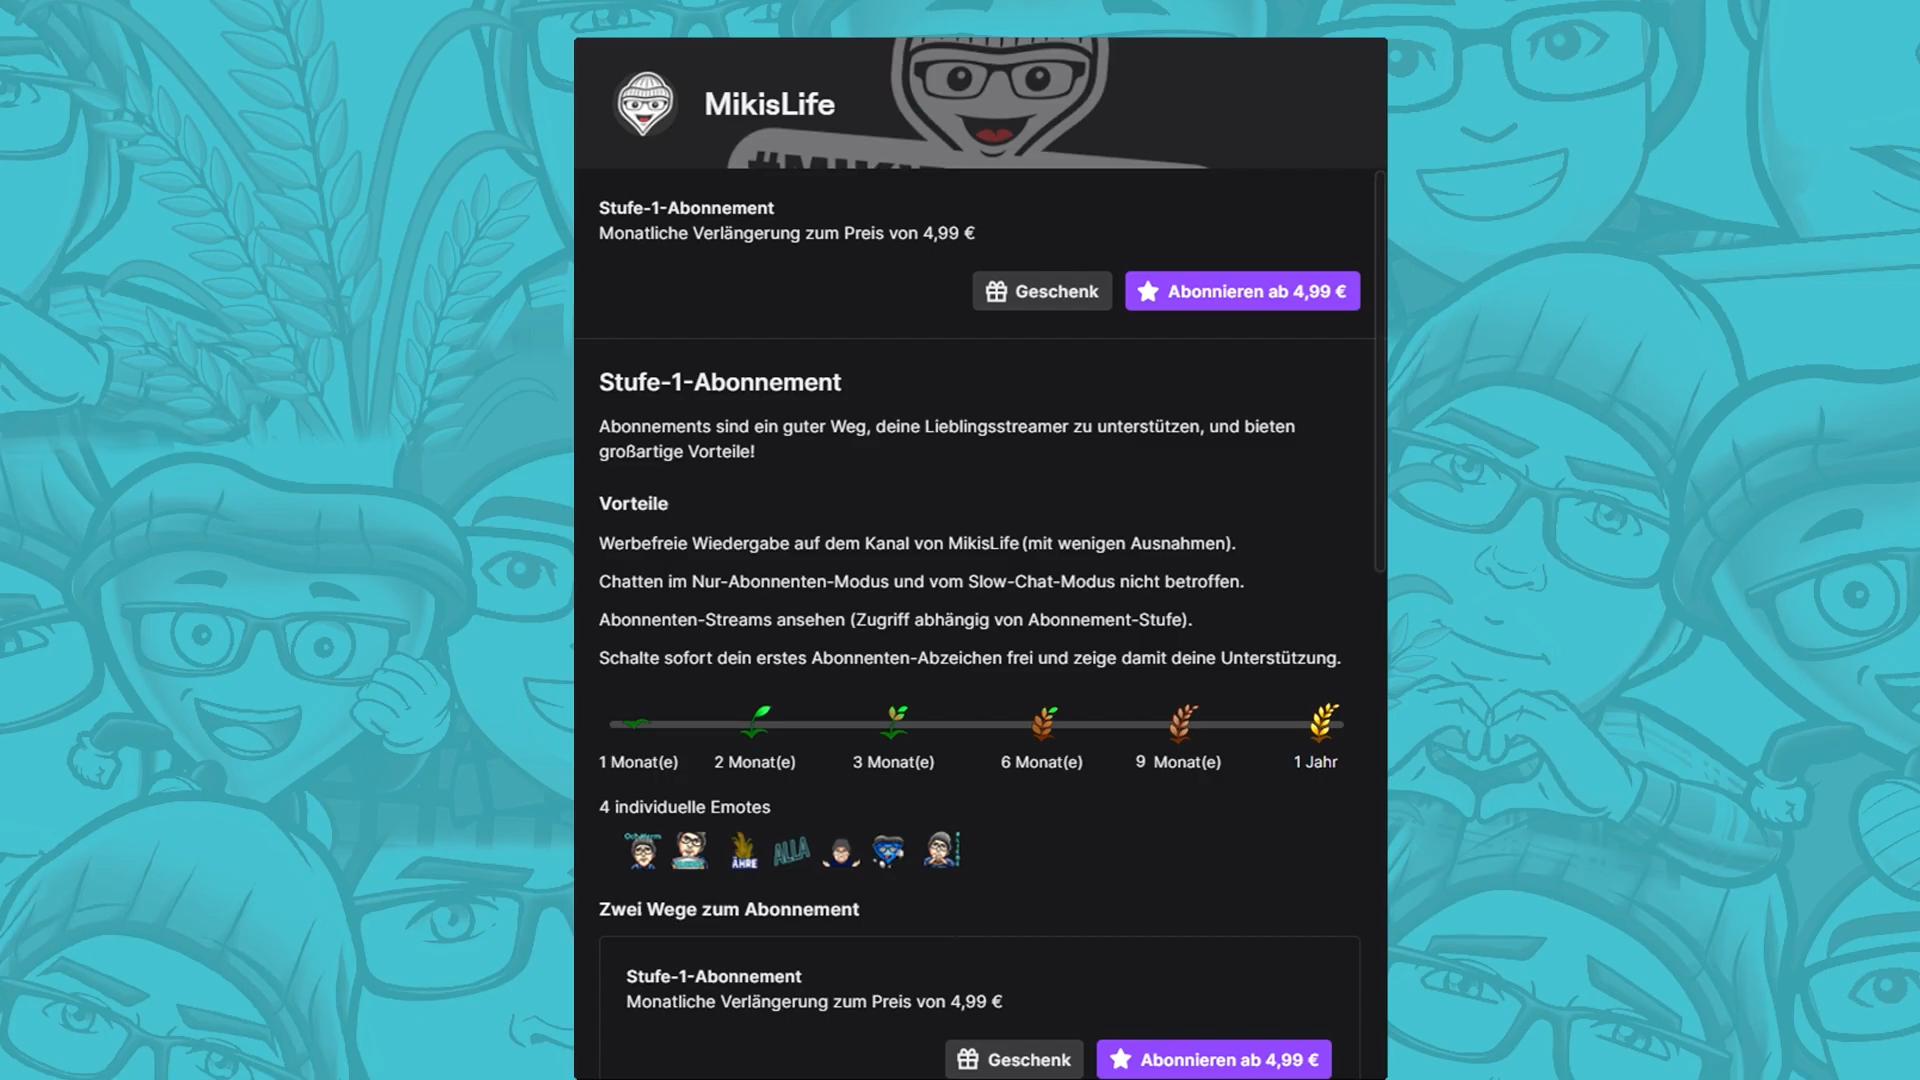 MikisLife
Stufe-1-Abonnement
Monatliche Verlängerung zum Preis von 4,99 €
Geschenk
Abonnieren ab 4,99 €
Stufe-1-Abonnement
Abonnements sind ein guter Weg, deine Lieblingsstreamer zu unterstützen, und bieten
großartige Vorteile!
Vorteile
Werbefreie Wiedergabe auf dem Kanal von MikisLife (mit wenigen Ausnahmen).
Chatten im Nur-Abonnenten-Modus und vom Slow-Chat-Modus nicht betroffen.
Abonnenten-Streams ansehen (Zugriff abhängig von Abonnement-Stufe).
Schalte sofort dein erstes Abonnenten-Abzeichen frei und zeige damit deine Unterstützung.
1 Monat(e) 2 Monat(e) 3 Monat(e) 6 Monat(e) 9 Monat(e) 1 Jahr
4 individuelle Emotes
ÄHRE ALLA
Zwei Wege zum Abonnement
Stufe-1-Abonnement
Monatliche Verlängerung zum Preis von 4,99 €
Geschenk
Abonnieren ab 4,99 €